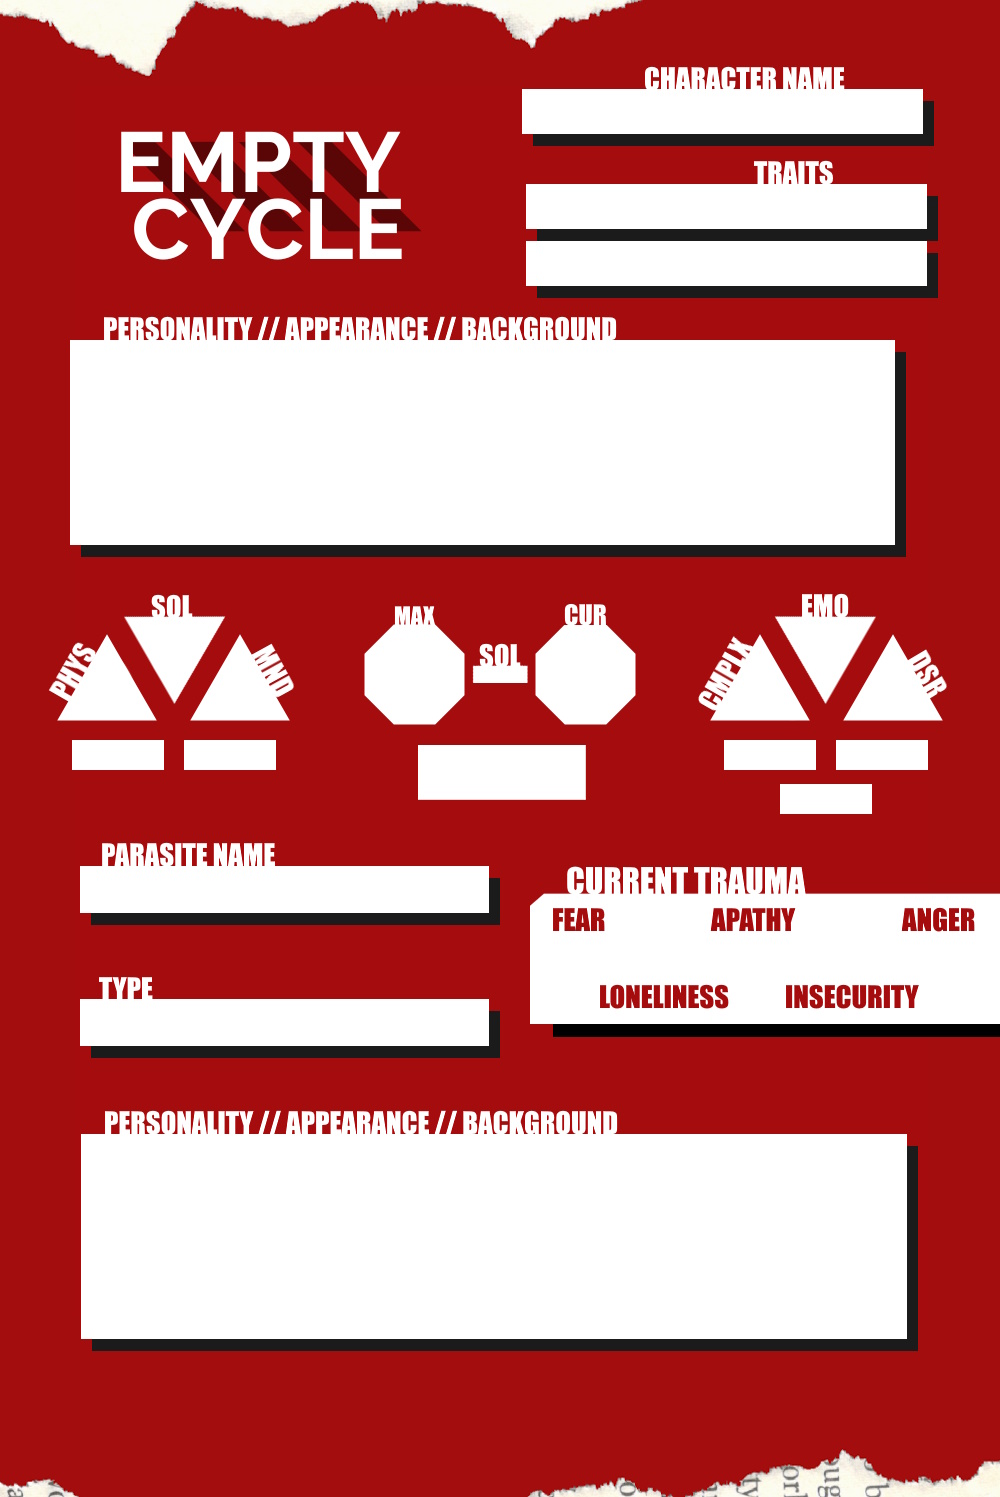 CHARACTER NAME
EMPTY
CYCLE
TRAITS
PERSONALITY // APPEARANCE // BACKGROUND
SOL
PHYS
MND
MAX
SOL
CUR
EMO
CMPLX
DSR
PARASITE NAME
CURRENT TRAUMA
FEAR APATHY ANGER
LONELINESS INSECURITY
TYPE
PERSONALITY // APPEARANCE // BACKGROUND